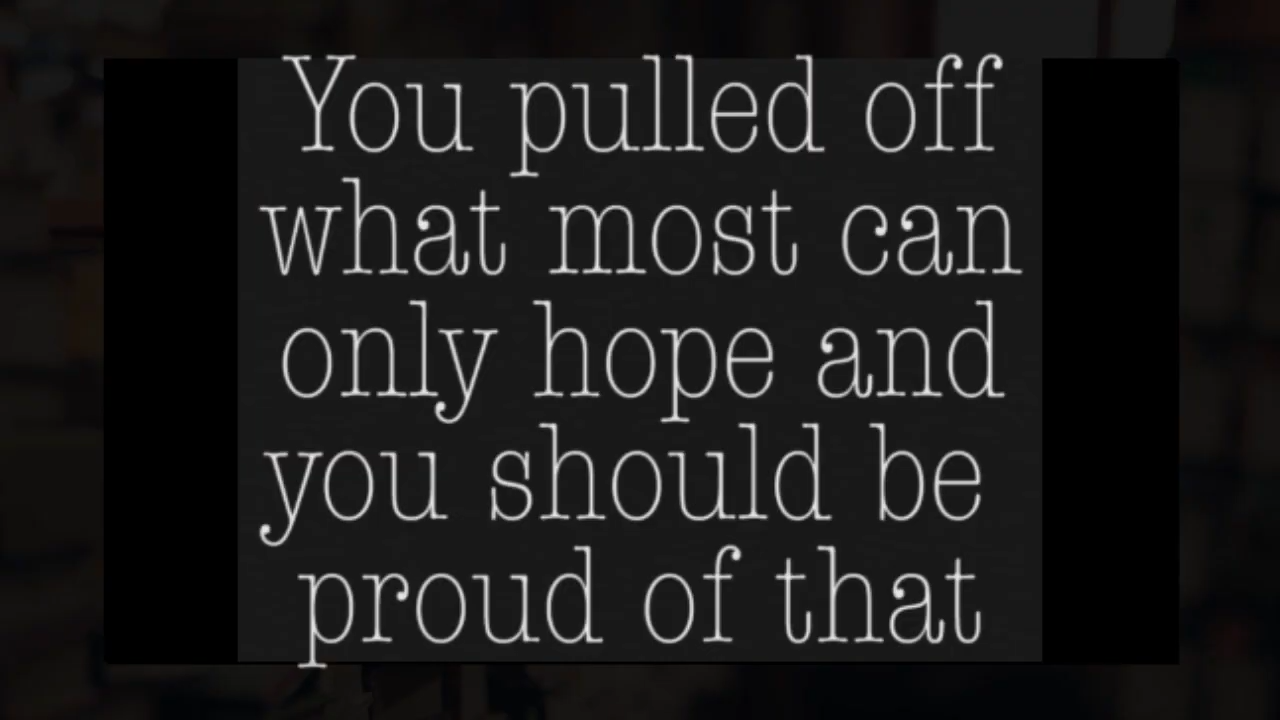 You pulled off
what most can
only hope and
you should be
proud of that